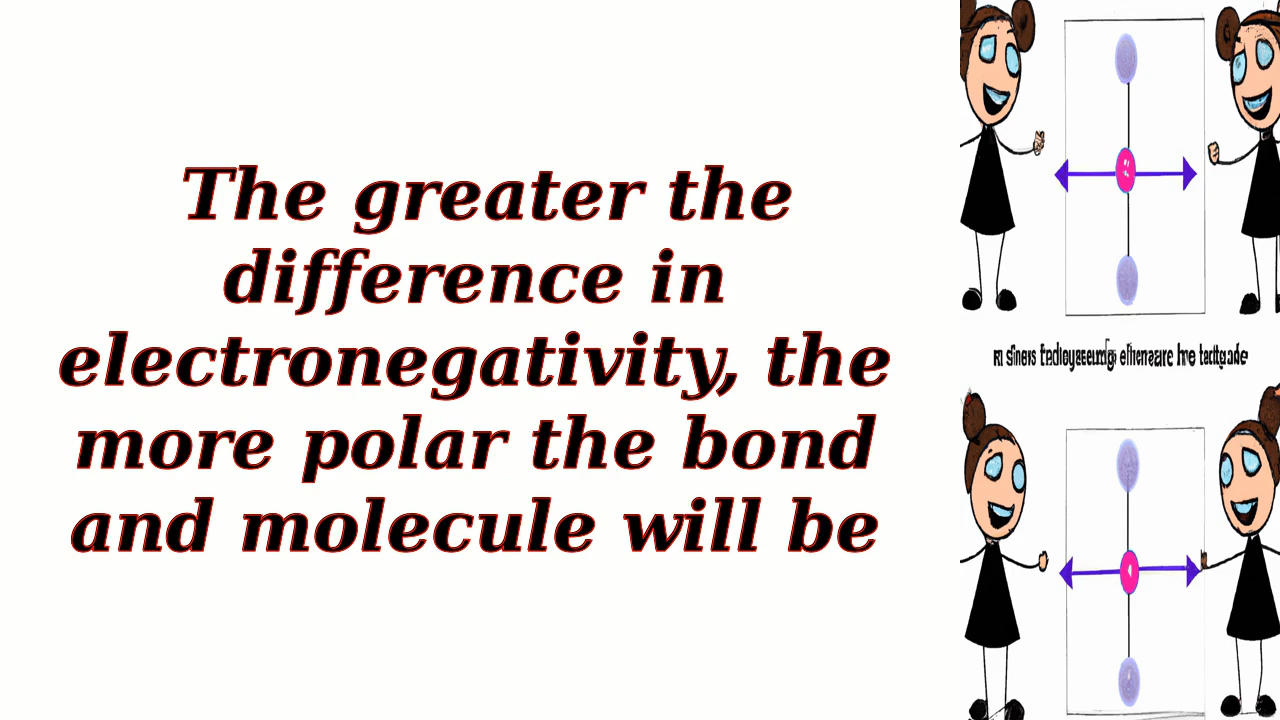 The greater the
difference in
electronegativity, the
more polar the bond
and molecule will be